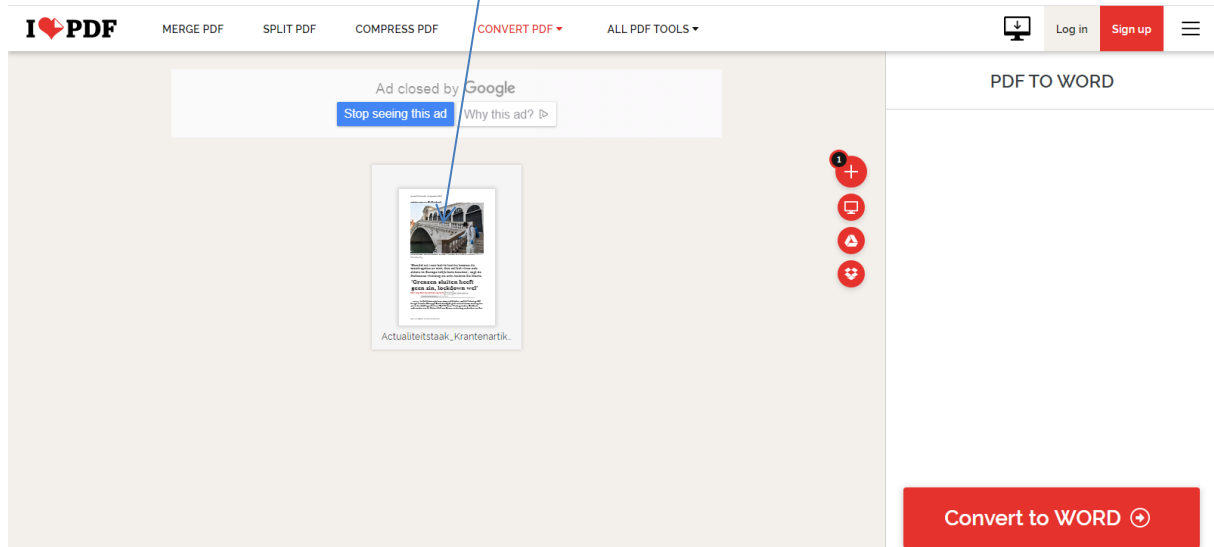 I PDF
MERGE PDF
SPLIT PDF
COMPRESS PDF
CONVERT PDF
ALL PDF TOOLS
Log in
Sign up
PDF TO WORD
Ad closed by Google
Stop seeing this ad
Why this ad?
1
"Grenzen sluiten heeft
geen zin, lockdown wel"
Actualiteitstaak_Krantenartik..
Convert to WORD